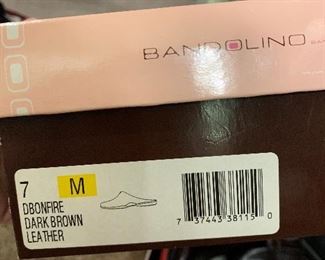 BANDOLINO
7 M
DBONFIRE
DARK BROWN
LEATHER
7 37443 38115 0